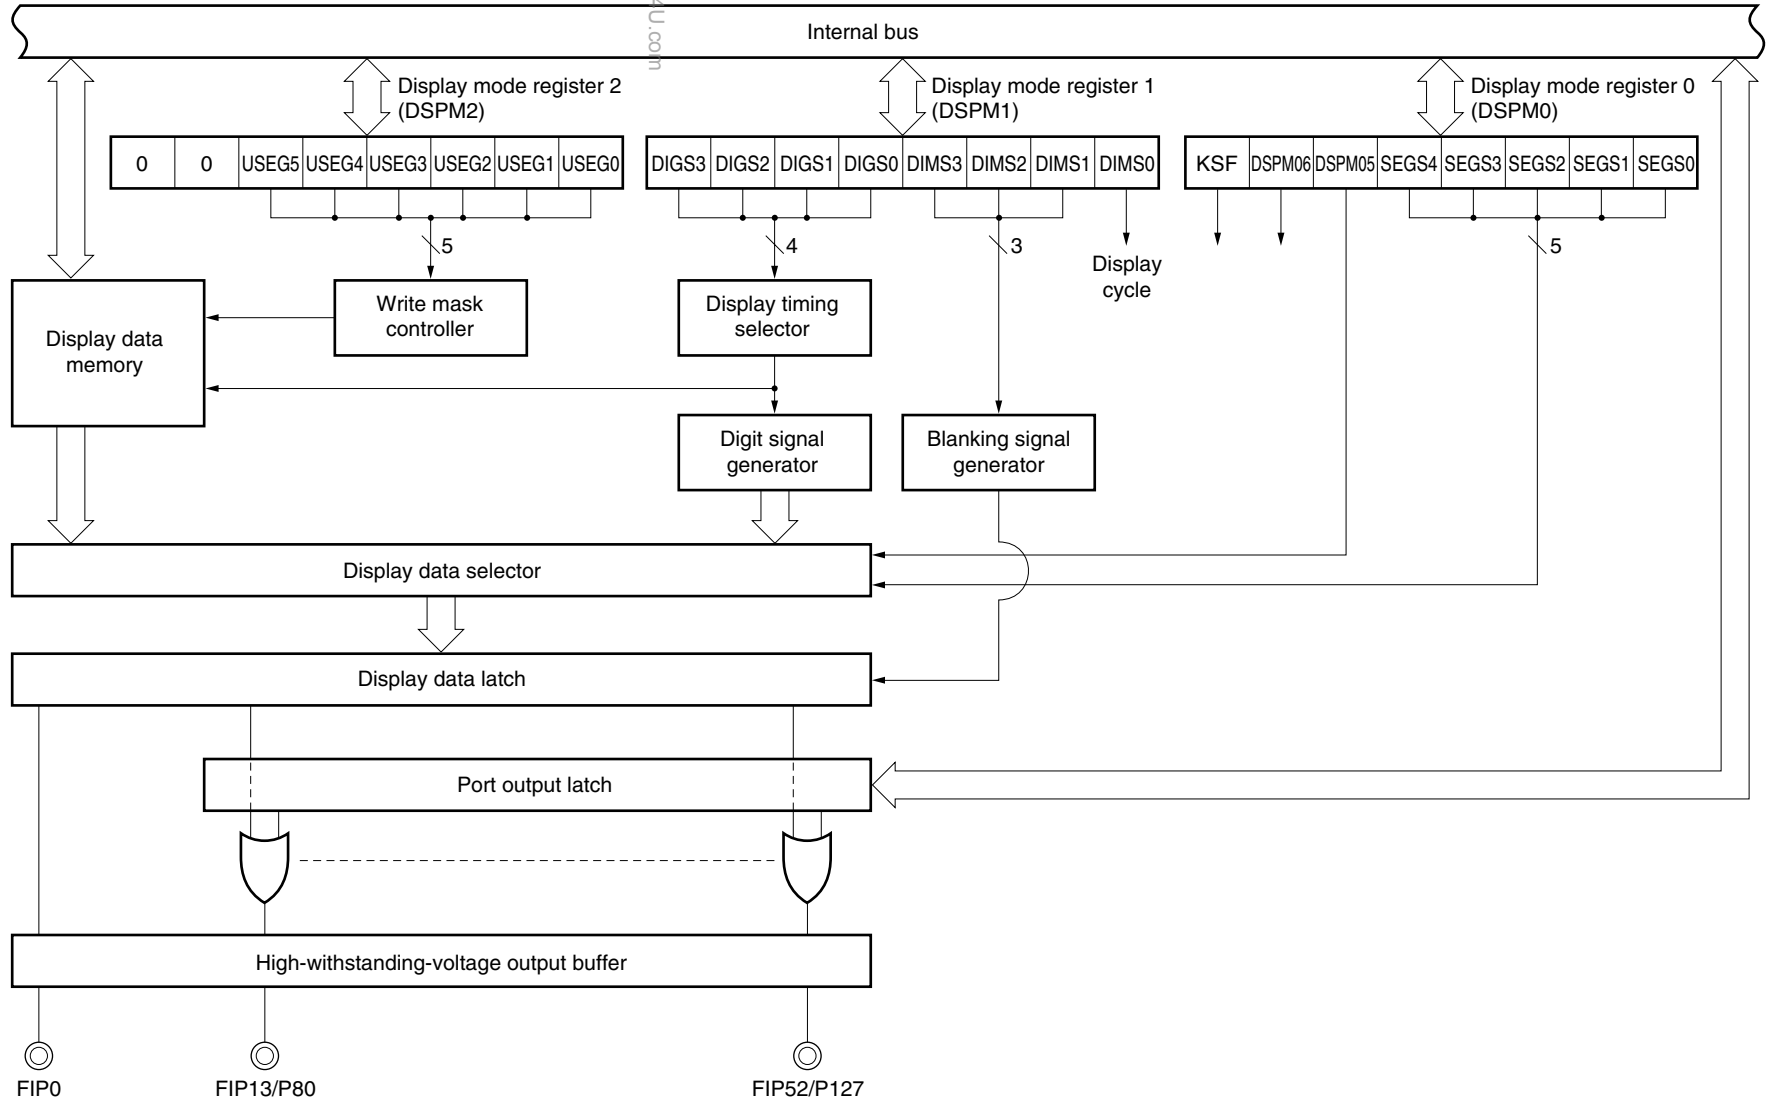 4U.com
Internal bus
Display mode register 2
(DSPM2)
Display mode register 1
(DSPM1)
Display mode register 0
(DSPM0)
0 0 USEG5 USEG4 USEG3 USEG2 USEG1 USEG0
DIGS3 DIGS2 DIGS1 DIGS0 DIMS3 DIMS2 DIMS1 DIMS0
KSF DSPM06 DSPM05 SEGS4 SEGS3 SEGS2 SEGS1 SEGS0
5
4
3
5
Display
cycle
Display data
memory
Write mask
controller
Display timing
selector
Digit signal
generator
Blanking signal
generator
Display data selector
Display data latch
Port output latch
High-withstanding-voltage output buffer
FIP0
FIP13/P80
FIP52/P127